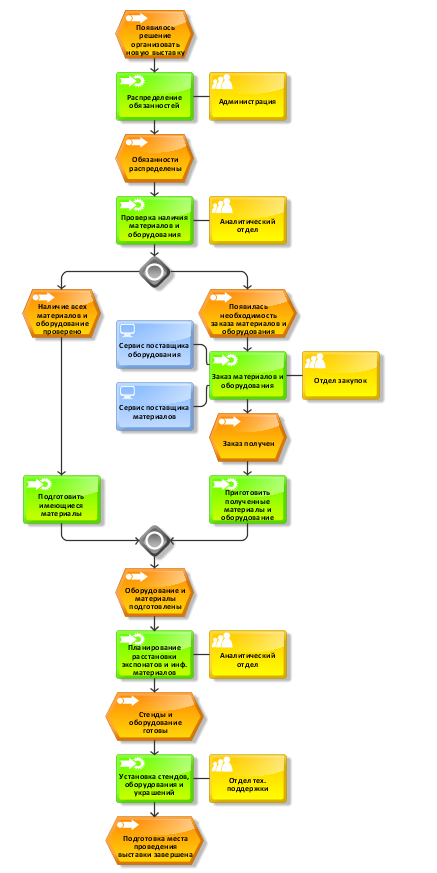 Появилось
решение
организовать
новую выставку
Распределение
обязанностей
Администрация
Обязанности
распределены
Проверка наличия
материалов и
оборудования
Аналитический
отдел
Наличие всех
материалов и
оборудование
проверено
Появилась
необходимость
заказа материалов и
оборудования
Сервис поставщика
оборудования
Заказ материалов и
оборудования
Отдел закупок
Сервис поставщика
материалов
Заказ получен
Подготовить
имеющиеся
материалы
Приготовить
полученные
материалы и
оборудование
Оборудование и
материалы
подготовлены
Планирование
расстановки
экспонатов и инф.
материалов
Аналитический
отдел
Стенды и
оборудование
готовы
Установка стендов,
оборудования и
украшений
Отдел тех.
поддержки
Подготовка места
проведения
выставки завершена